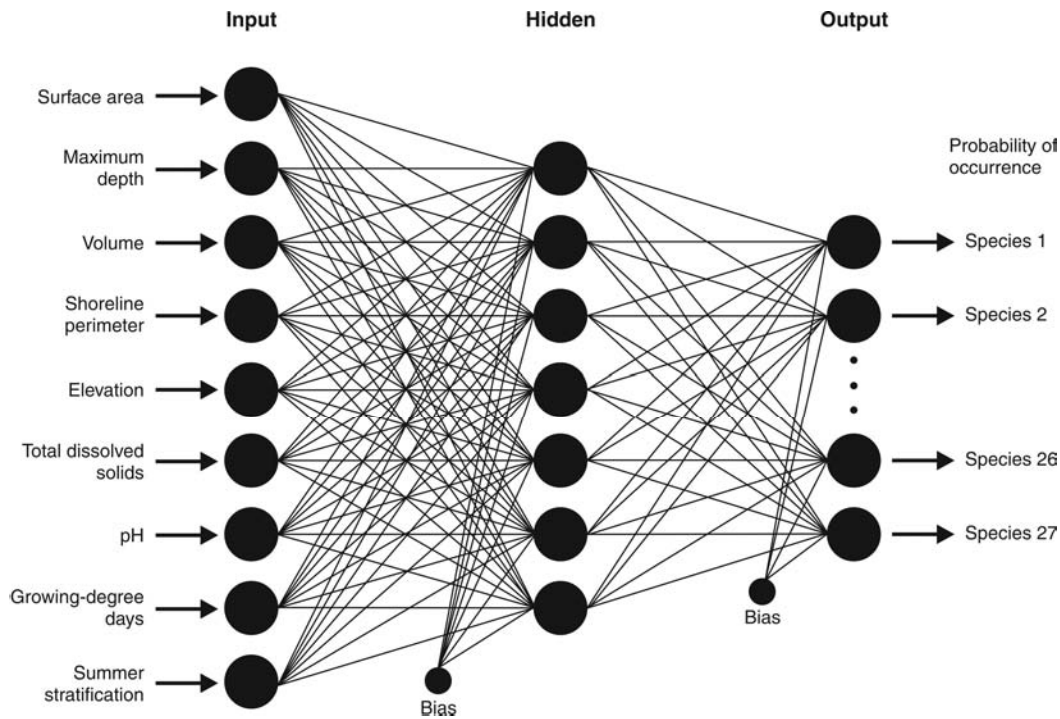 Input
Hidden
Output
Surface area
Maximum
depth
Volume
Shoreline
perimeter
Elevation
Total dissolved
solids
pH
Growing-degree
days
Summer
stratification
Bias
Bias
Probability of
occurrence
Species 1
Species 2
Species 26
Species 27